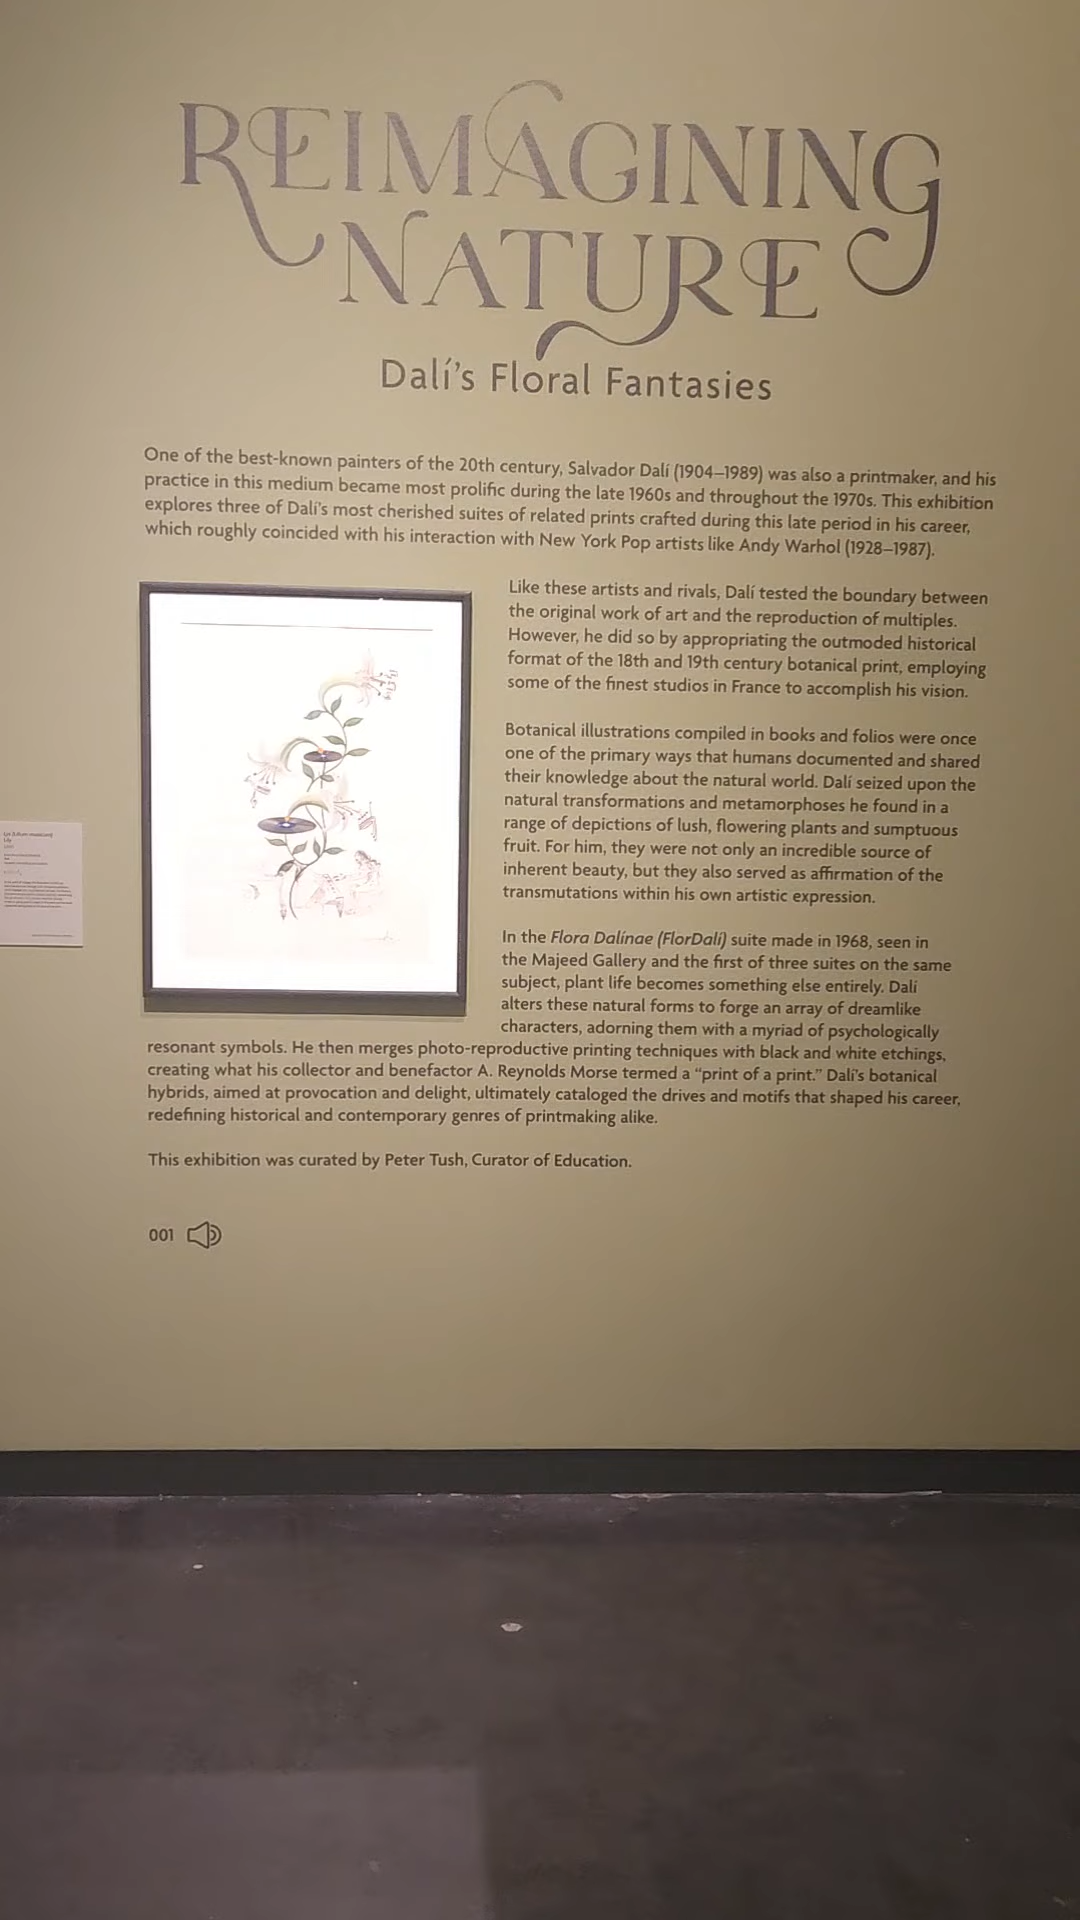 REIMAGINING
NATURE
Dalí's Floral Fantasies
One of the best-known painters of the 20th century, Salvador Dalí (1904–1989) was also a printmaker, and his
practice in this medium became most prolific during the late 1960s and throughout the 1970s. This exhibition
explores three of Dalí's most cherished suites of related prints crafted during this late period in his career,
which roughly coincided with his interaction with New York Pop artists like Andy Warhol (1928–1987).
Like these artists and rivals, Dalí tested the boundary between
the original work of art and the reproduction of multiples.
However, he did so by appropriating the outmoded historical
format of the 18th and 19th century botanical print, employing
some of the finest studios in France to accomplish his vision.
Botanical illustrations compiled in books and folios were once
one of the primary ways that humans documented and shared
their knowledge about the natural world. Dalí seized upon the
natural transformations and metamorphoses he found in a
range of depictions of lush, flowering plants and sumptuous
fruit. For him, they were not only an incredible source of
inherent beauty, but they also served as affirmation of the
transmutations within his own artistic expression.
In the Flora Dalínae (FlorDalí) suite made in 1968, seen in
the Majeed Gallery and the first of three suites on the same
subject, plant life becomes something else entirely. Dalí
alters these natural forms to forge an array of dreamlike
characters, adorning them with a myriad of psychologically
resonant symbols. He then merges photo-reproductive printing techniques with black and white etchings,
creating what his collector and benefactor A. Reynolds Morse termed a “print of a print.” Dalí's botanical
hybrids, aimed at provocation and delight, ultimately cataloged the drives and motifs that shaped his career,
redefining historical and contemporary genres of printmaking alike.
This exhibition was curated by Peter Tush, Curator of Education.
001